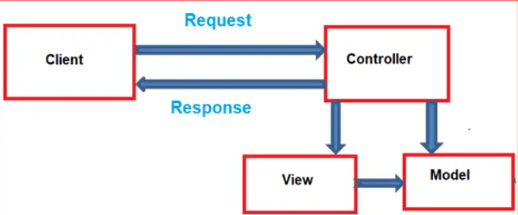 Request
Client
Controller
Response
View
Model